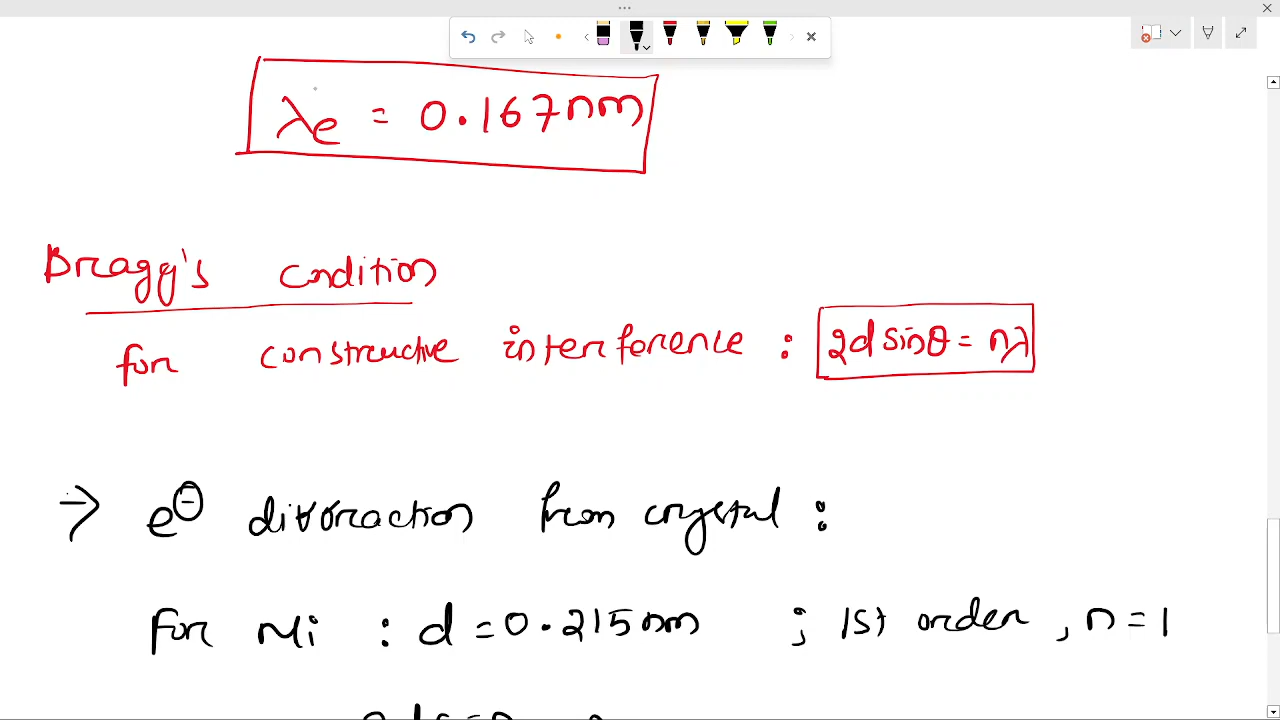 λe = 0.167nm
Bragg's condition
for constructive interference : 2d sinθ = nλ
→ e⊖ diffraction from crystal :
for Ni : d = 0.215nm ; 1st order , n = 1